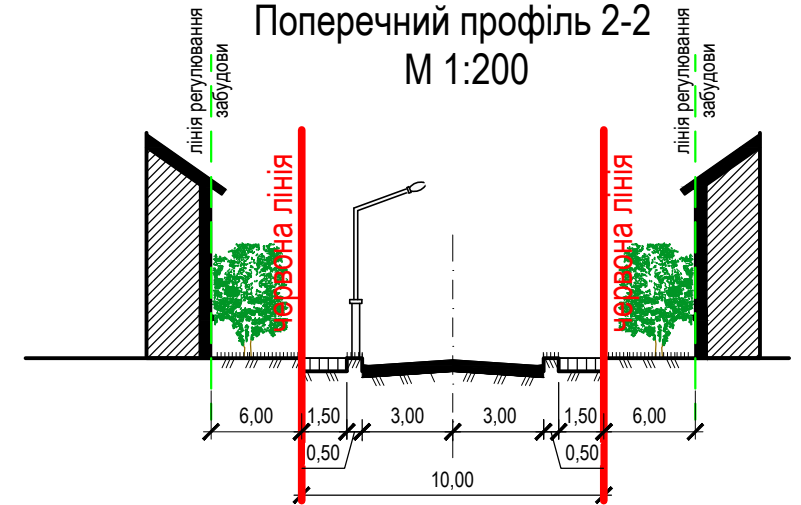 Поперечний профіль 2-2
М 1:200
лінія регулювання
забудови
лінія регулювання
забудови
червона лінія
червона лінія
6,00
1,50
3,00
3,00
1,50
6,00
0,50
0,50
10,00